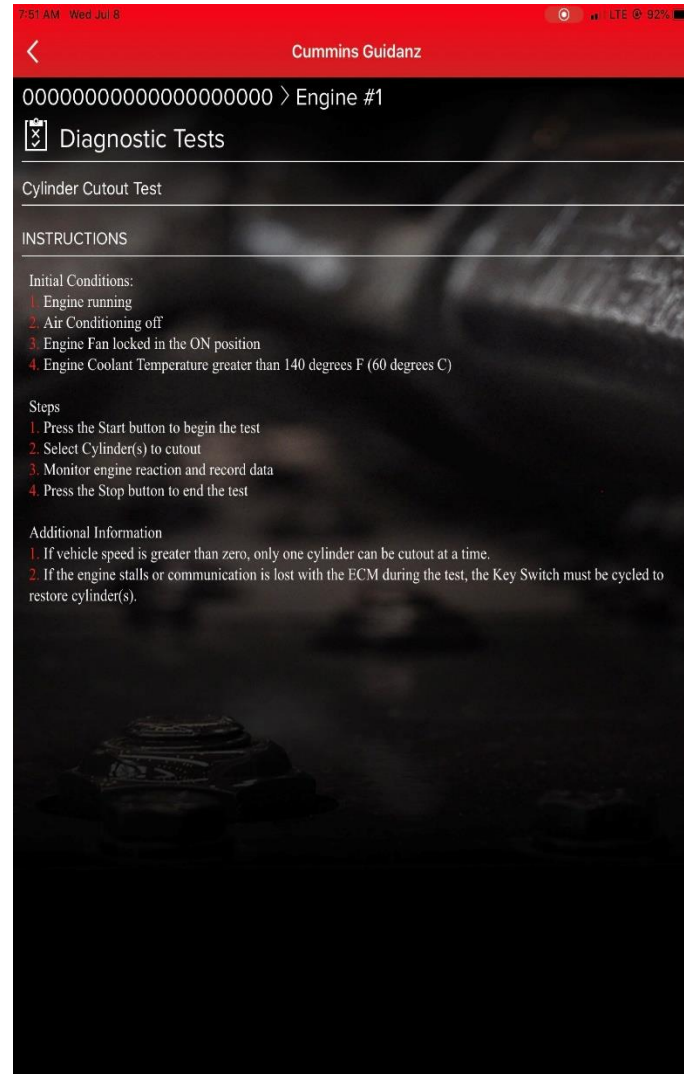 7:51 AM Wed Jul 8
LTE 92%
Cummins Guidanz
00000000000000000000 〉 Engine #1
Diagnostic Tests
Cylinder Cutout Test
INSTRUCTIONS
Initial Conditions:
1. Engine running
2. Air Conditioning off
3. Engine Fan locked in the ON position
4. Engine Coolant Temperature greater than 140 degrees F (60 degrees C)
Steps
1. Press the Start button to begin the test
2. Select Cylinder(s) to cutout
3. Monitor engine reaction and record data
4. Press the Stop button to end the test
Additional Information
1. If vehicle speed is greater than zero, only one cylinder can be cutout at a time.
2. If the engine stalls or communication is lost with the ECM during the test, the Key Switch must be cycled to
restore cylinder(s).